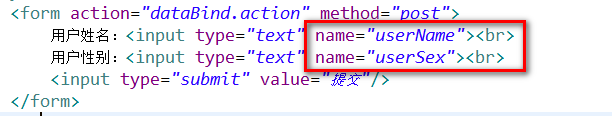 <form action="dataBind.action" method="post">
用户姓名：<input type="text" name="userName"><br>
用户性别：<input type="text" name="userSex"><br>
<input type="submit" value="提交"/>
</form>